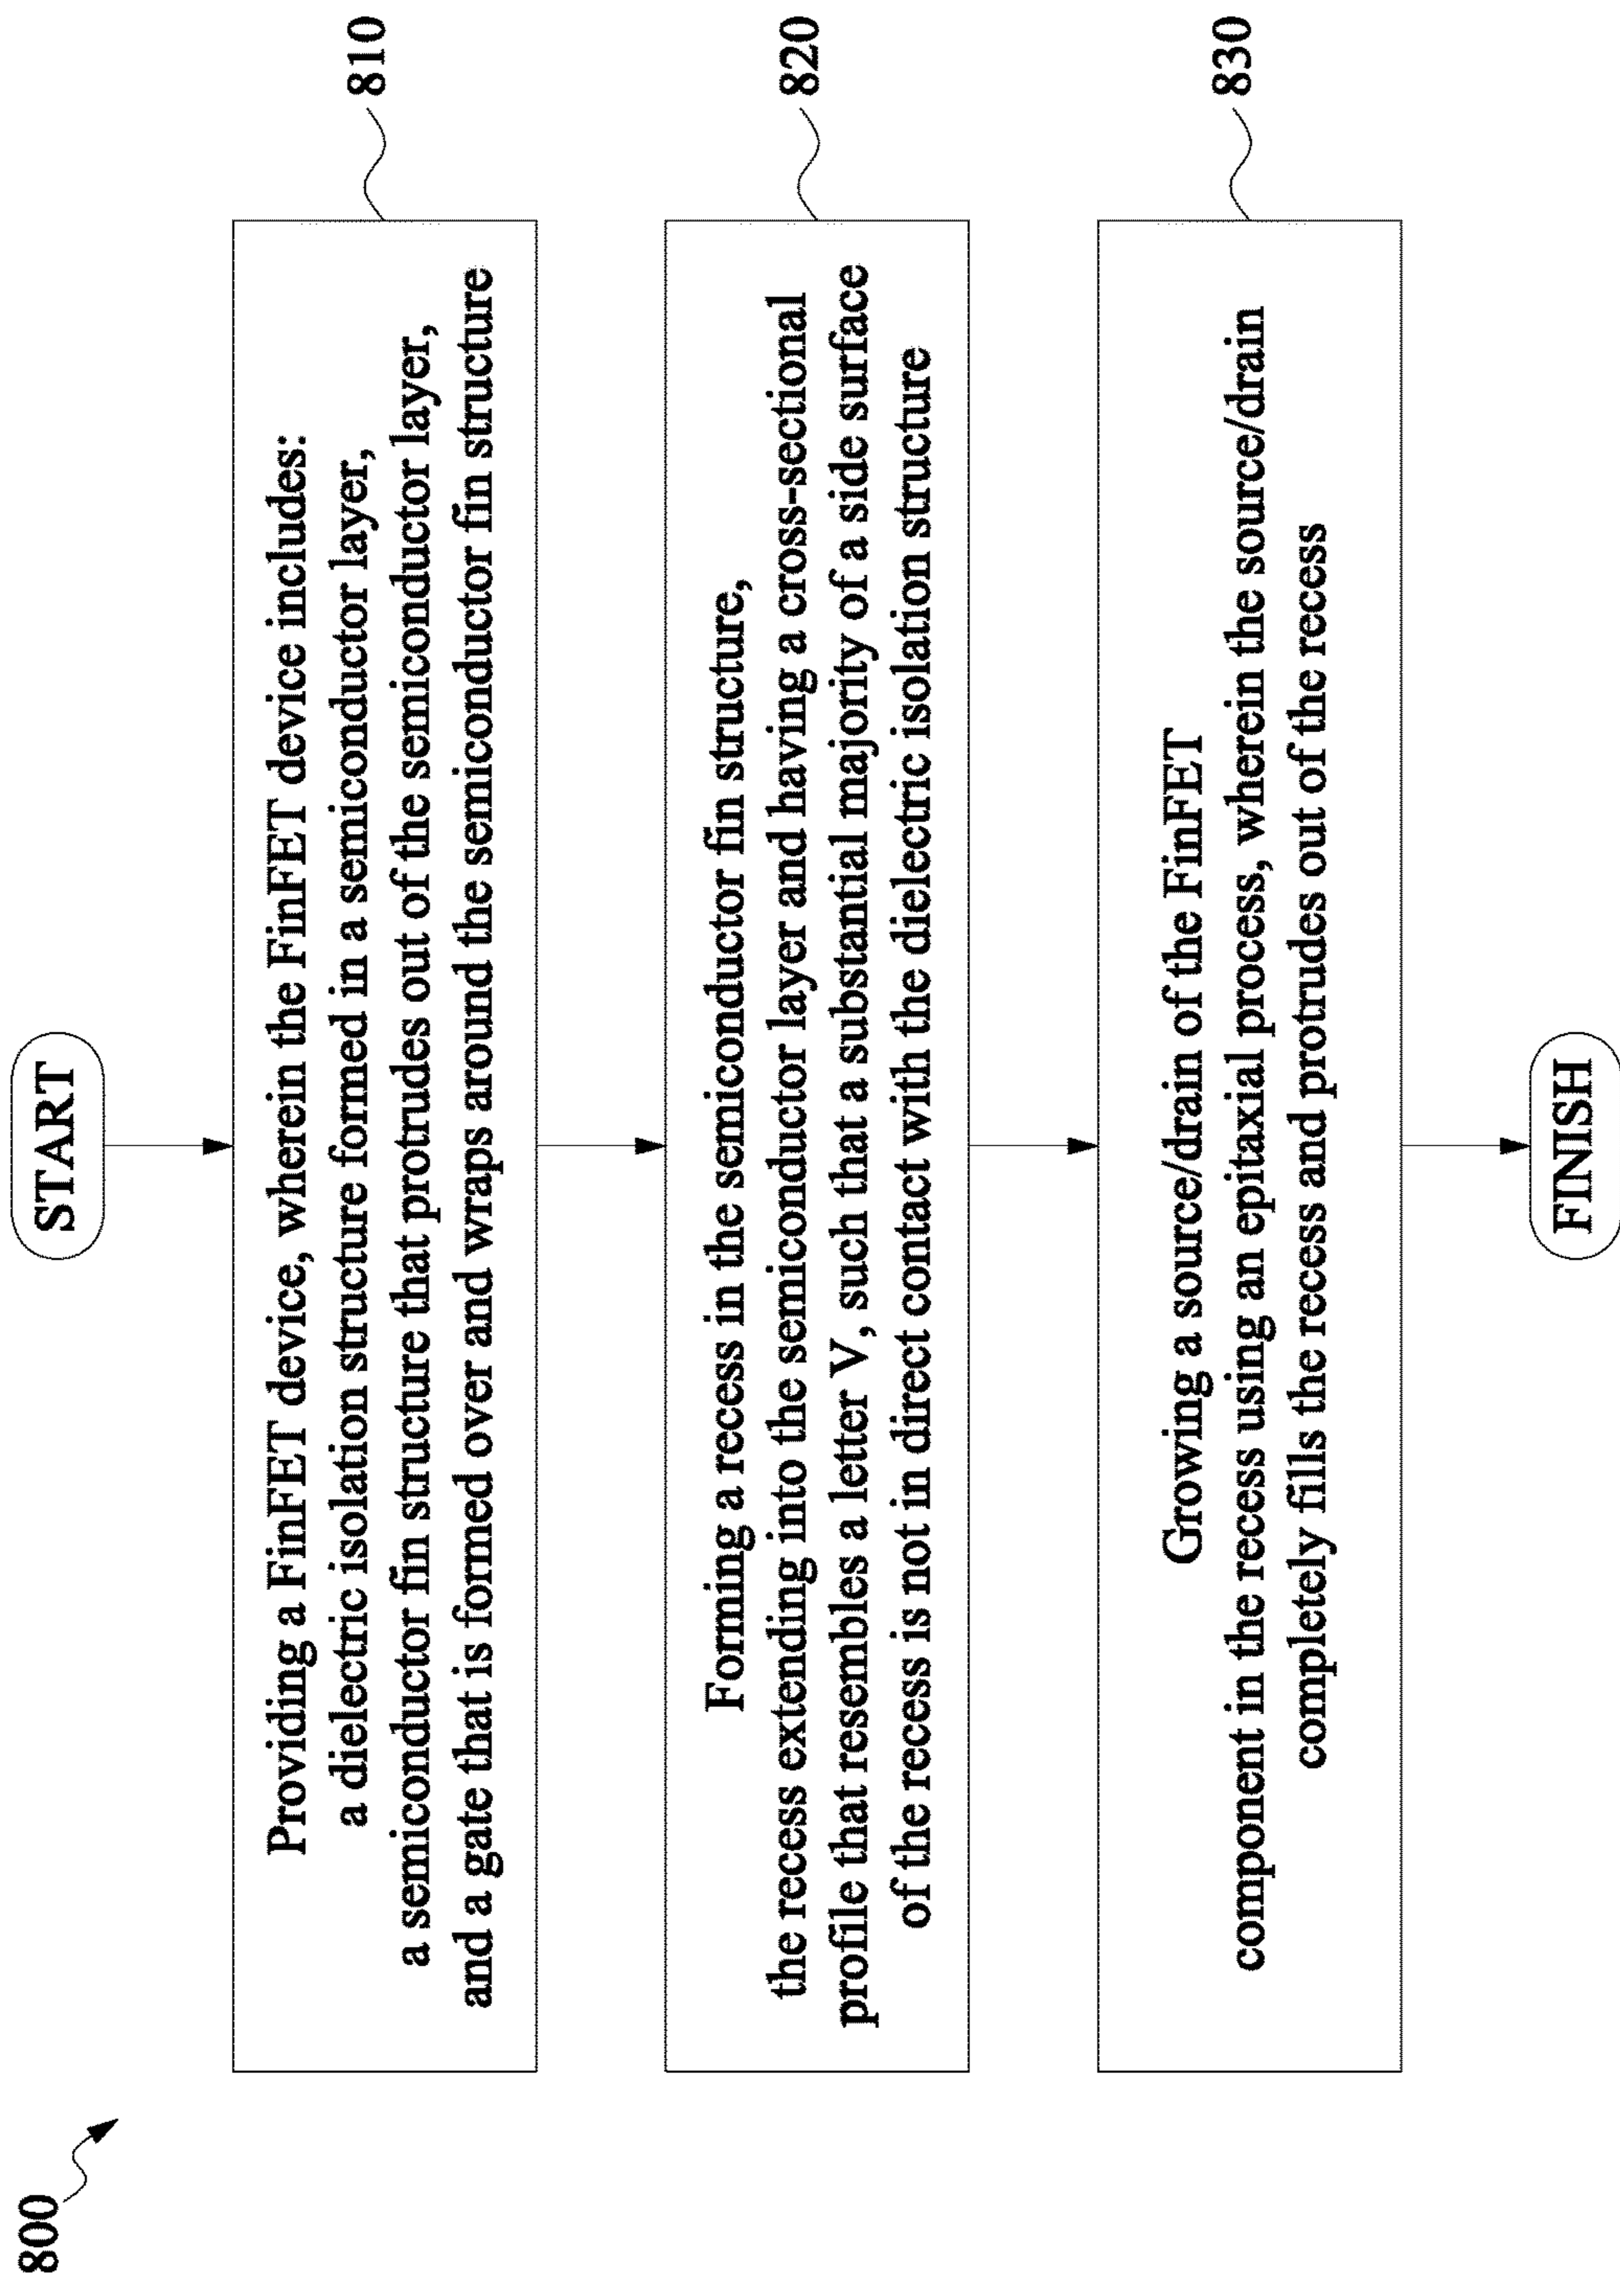 800
START
Providing a FinFET device, wherein the FinFET device includes:
a dielectric isolation structure formed in a semiconductor layer,
a semiconductor fin structure that protrudes out of the semiconductor layer,
and a gate that is formed over and wraps around the semiconductor fin structure
810
Forming a recess in the semiconductor fin structure,
the recess extending into the semiconductor layer and having a cross-sectional
profile that resembles a letter V, such that a substantial majority of a side surface
of the recess is not in direct contact with the dielectric isolation structure
820
Growing a source/drain of the FinFET
component in the recess using an epitaxial process, wherein the source/drain
completely fills the recess and protrudes out of the recess
830
FINISH